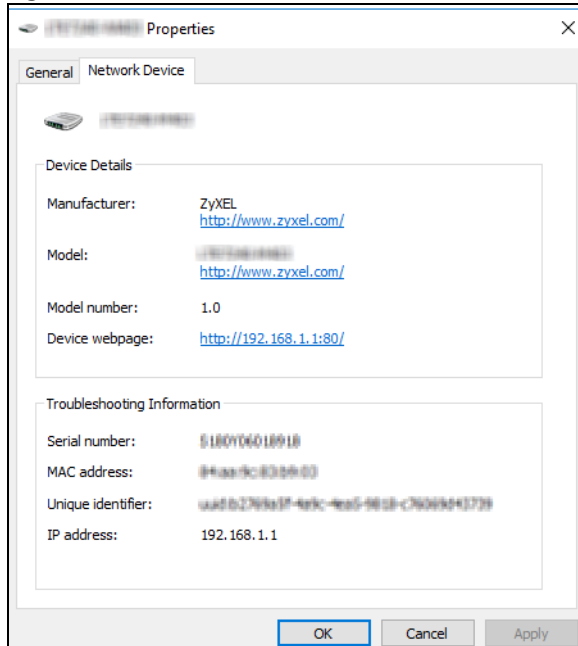 Properties
General
Network Device
Device Details
Manufacturer: ZyXEL
http://www.zyxel.com/
Model:
http://www.zyxel.com/
Model number: 1.0
Device webpage: http://192.168.1.1:80/
Troubleshooting Information
Serial number:
MAC address:
Unique identifier:
IP address: 192.168.1.1
OK
Cancel
Apply